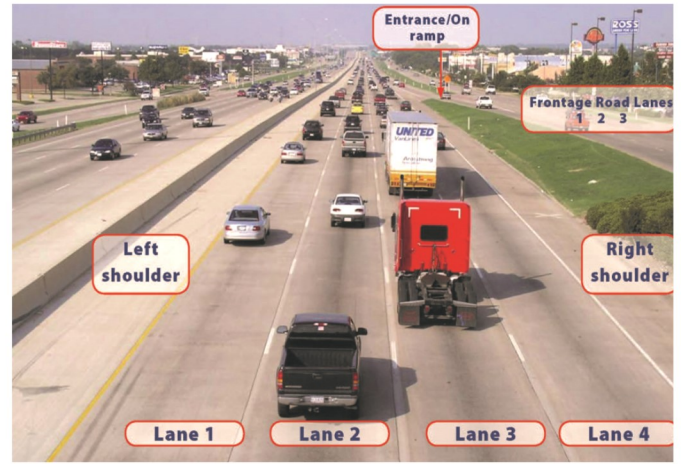 Entrance/On
ramp
ROSS
Frontage Road Lanes
1 2 3
UNITED
Left
shoulder
Right
shoulder
Lane 1
Lane 2
Lane 3
Lane 4